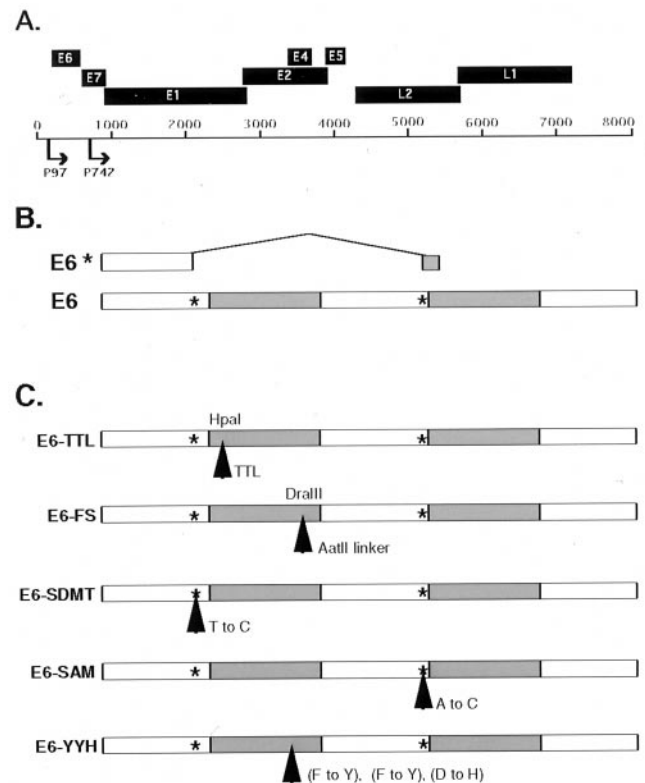 A.
E6 E4 E5
E7 E2 L1
E1 L2
0 1000 2000 3000 4000 5000 6000 7000 8000
P97 P742
B.
E6 *
E6 * *
C.
HpaI
E6-TTL * *
TTL
DraIII
E6-FS * *
AatII linker
E6-SDMT * *
T to C
E6-SAM * *
A to C
E6-YYH * *
(F to Y), (F to Y), (D to H)